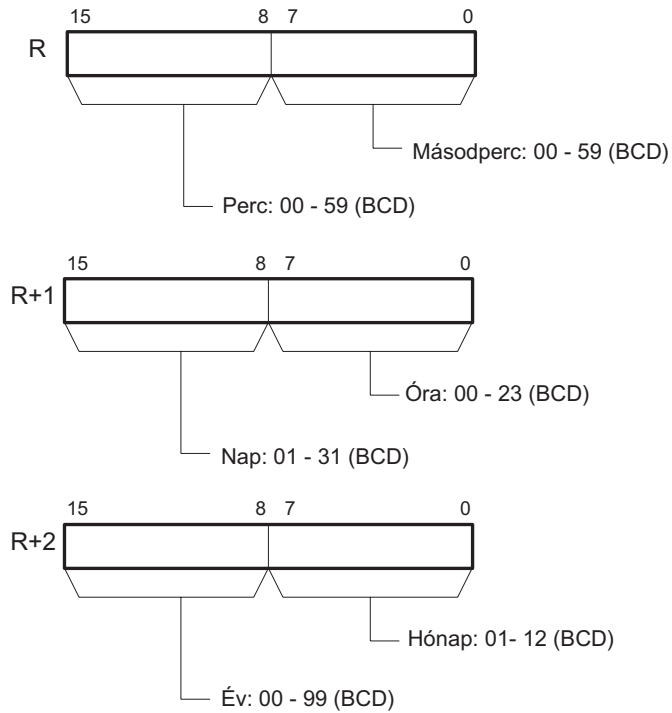 15 8 7 0
R
Másodperc: 00 - 59 (BCD)
Perc: 00 - 59 (BCD)
15 8 7 0
R+1
Óra: 00 - 23 (BCD)
Nap: 01 - 31 (BCD)
15 8 7 0
R+2
Hónap: 01- 12 (BCD)
Év: 00 - 99 (BCD)